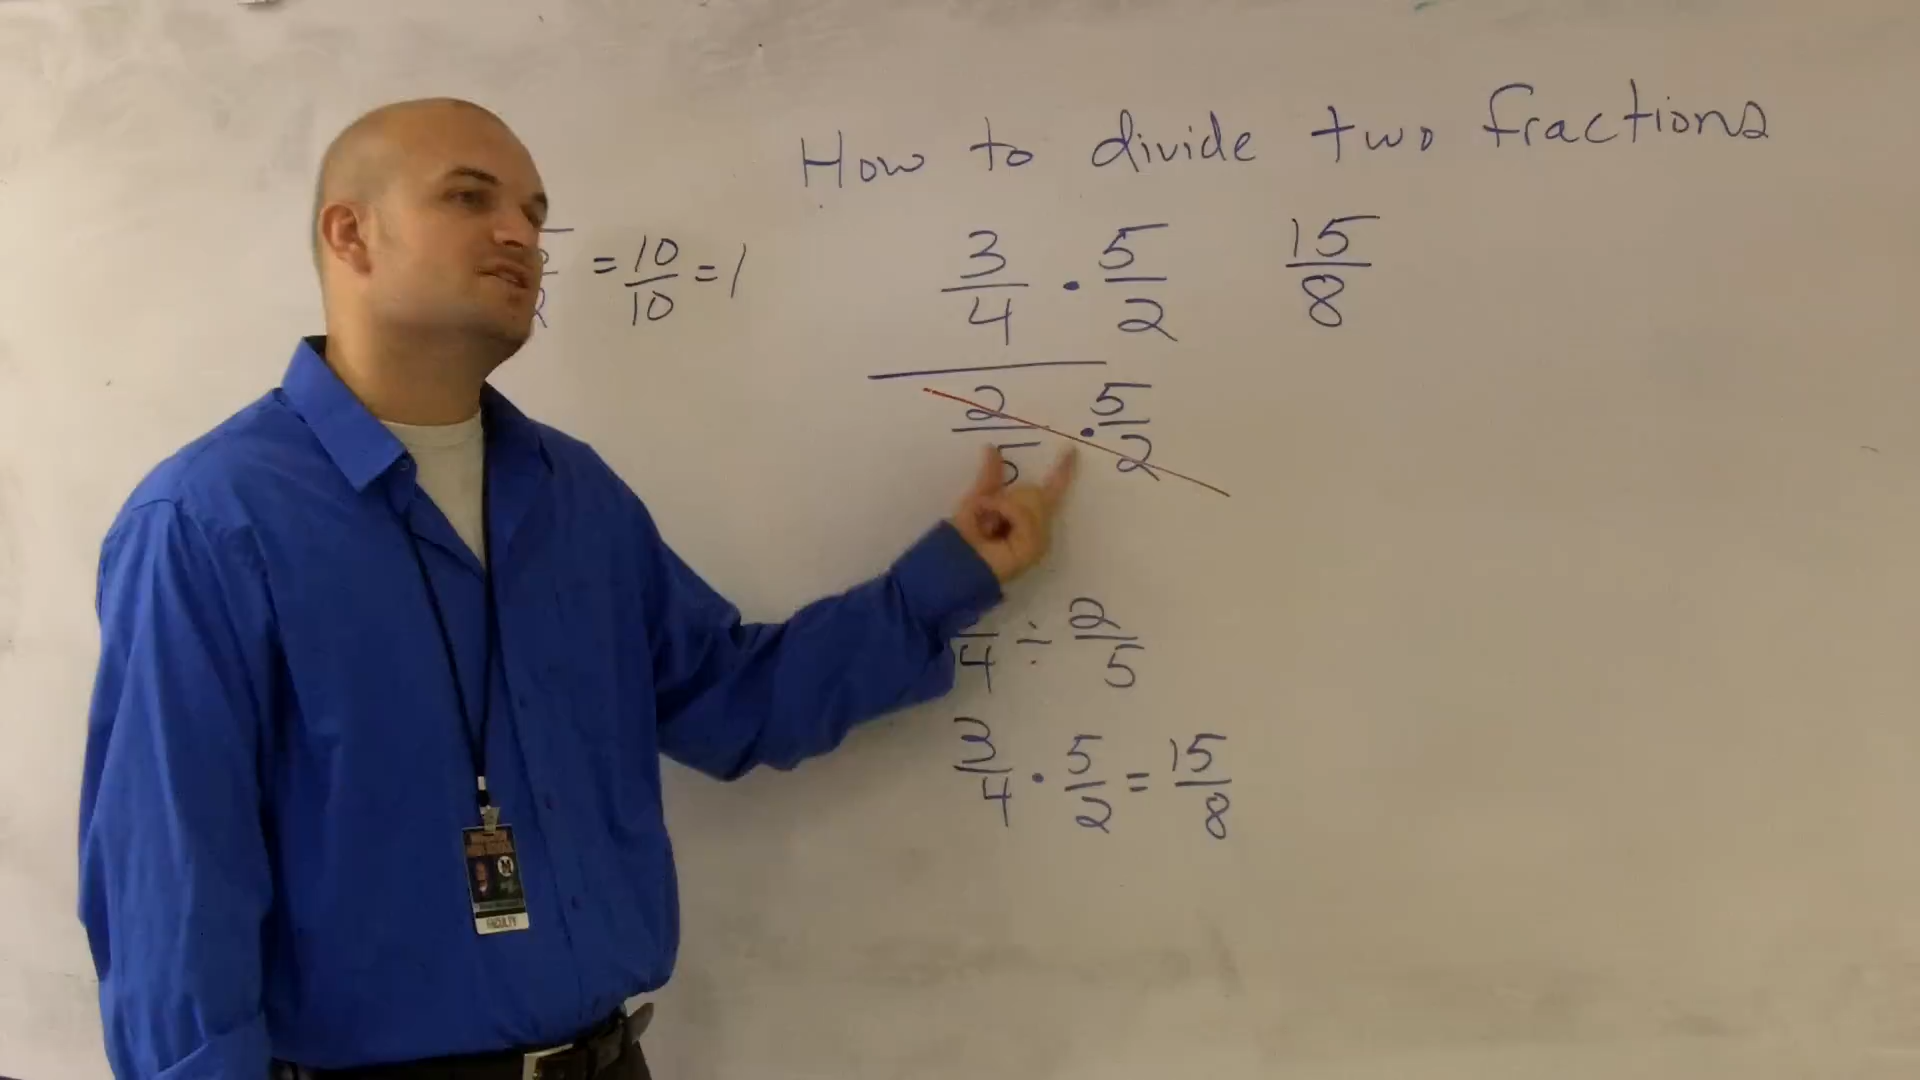 How to divide two fractions
= 10/10 = 1
3/4 · 5/2
15/8
2/5 · 5/2
4 ÷ 2/5
3/4 · 5/2 = 15/8
FACULTY